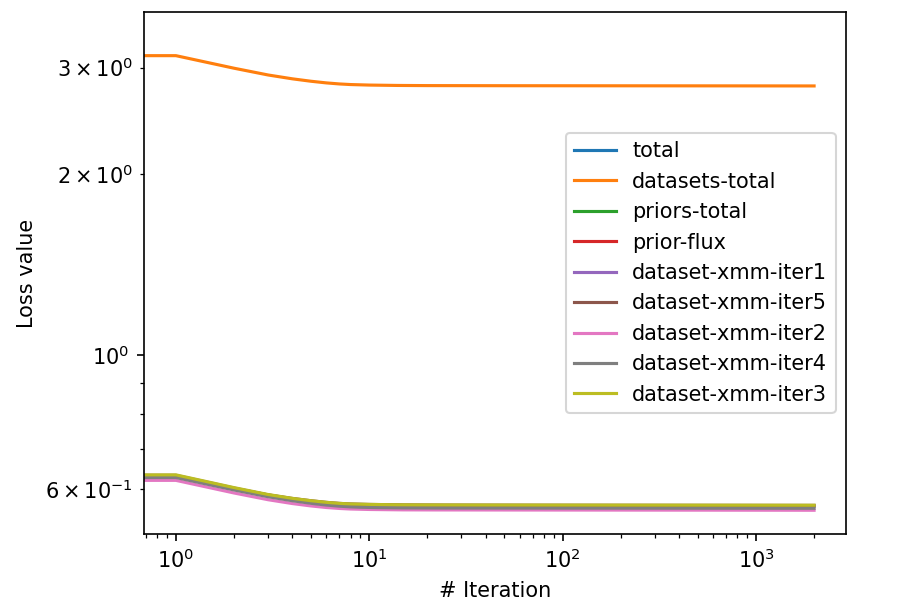 3 × 10⁰
2 × 10⁰
10⁰
6 × 10⁻¹
Loss value
total
datasets-total
priors-total
prior-flux
dataset-xmm-iter1
dataset-xmm-iter5
dataset-xmm-iter2
dataset-xmm-iter4
dataset-xmm-iter3
10⁰ 10¹ 10² 10³
# Iteration